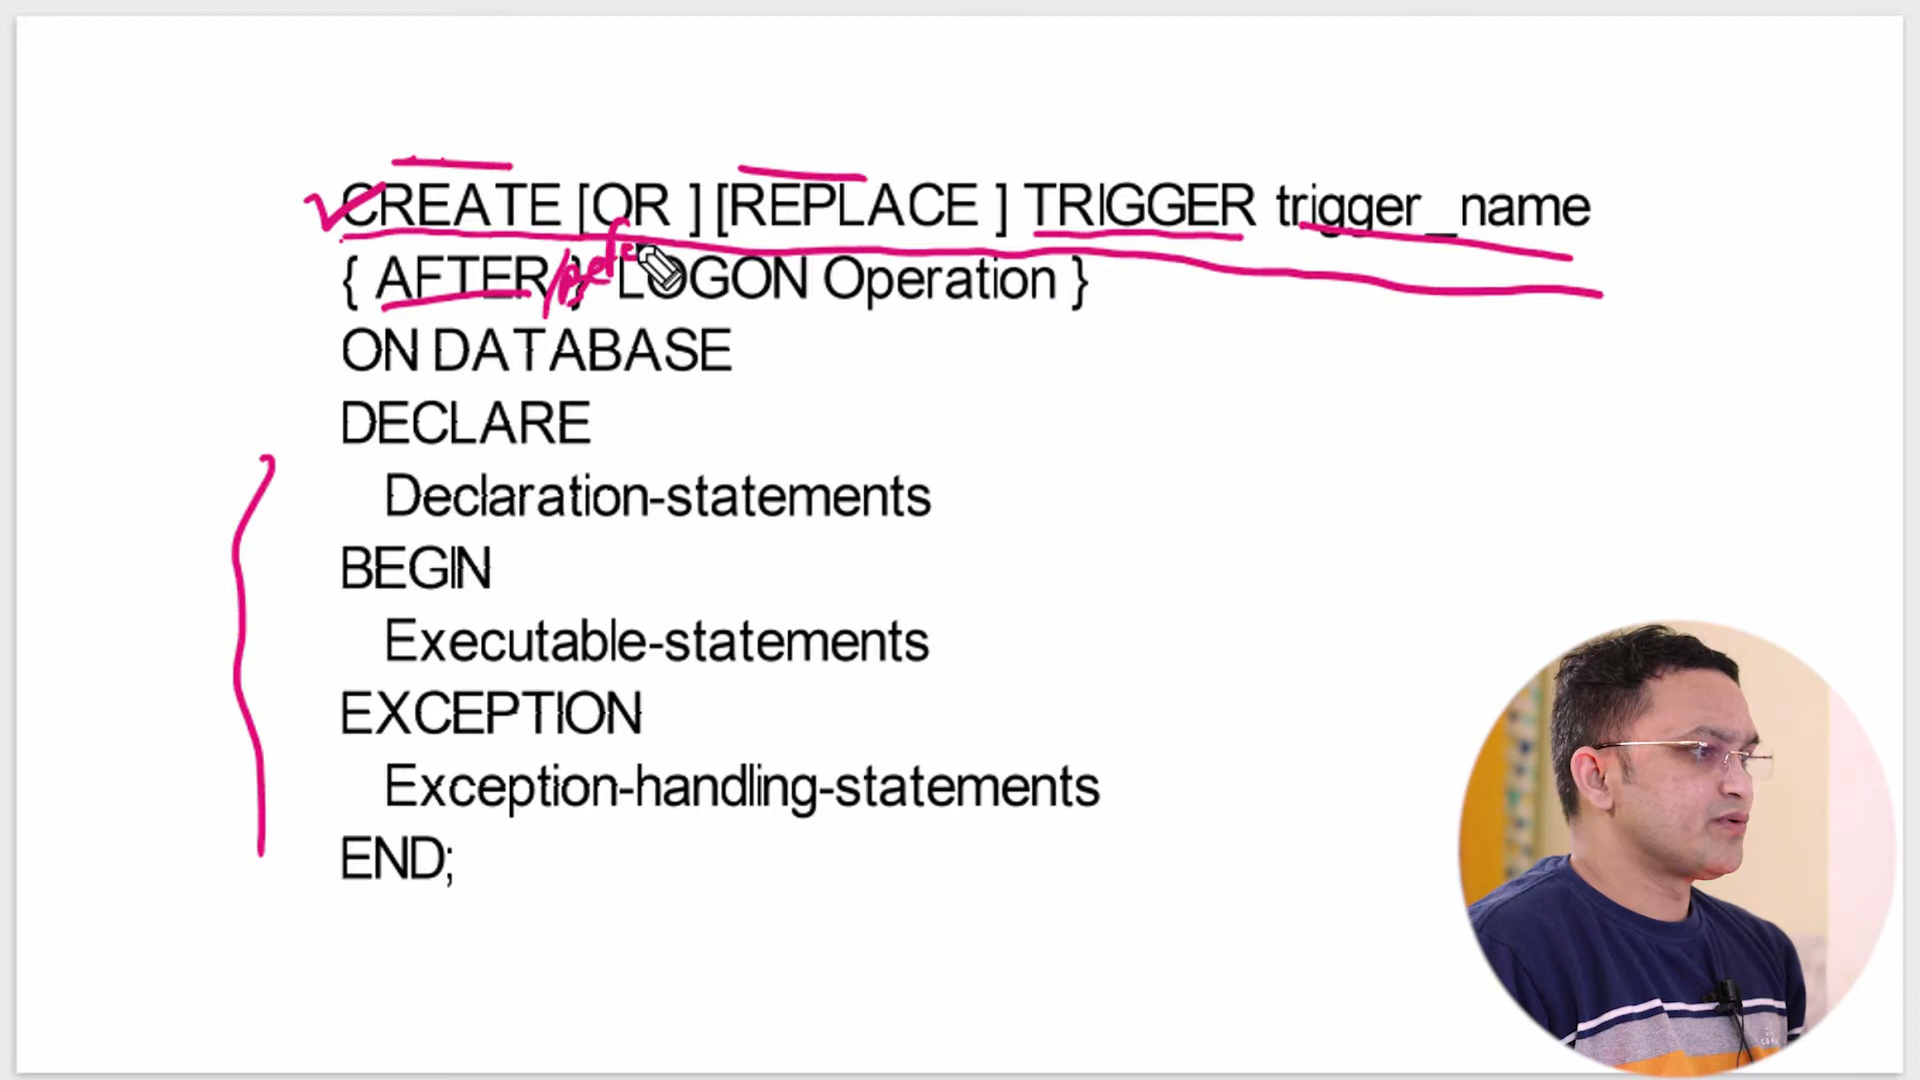 CREATE [OR ] [REPLACE ] TRIGGER trigger_name
{ AFTER } LOGON Operation }
ON DATABASE
DECLARE
Declaration-statements
BEGIN
Executable-statements
EXCEPTION
Exception-handling-statements
END;